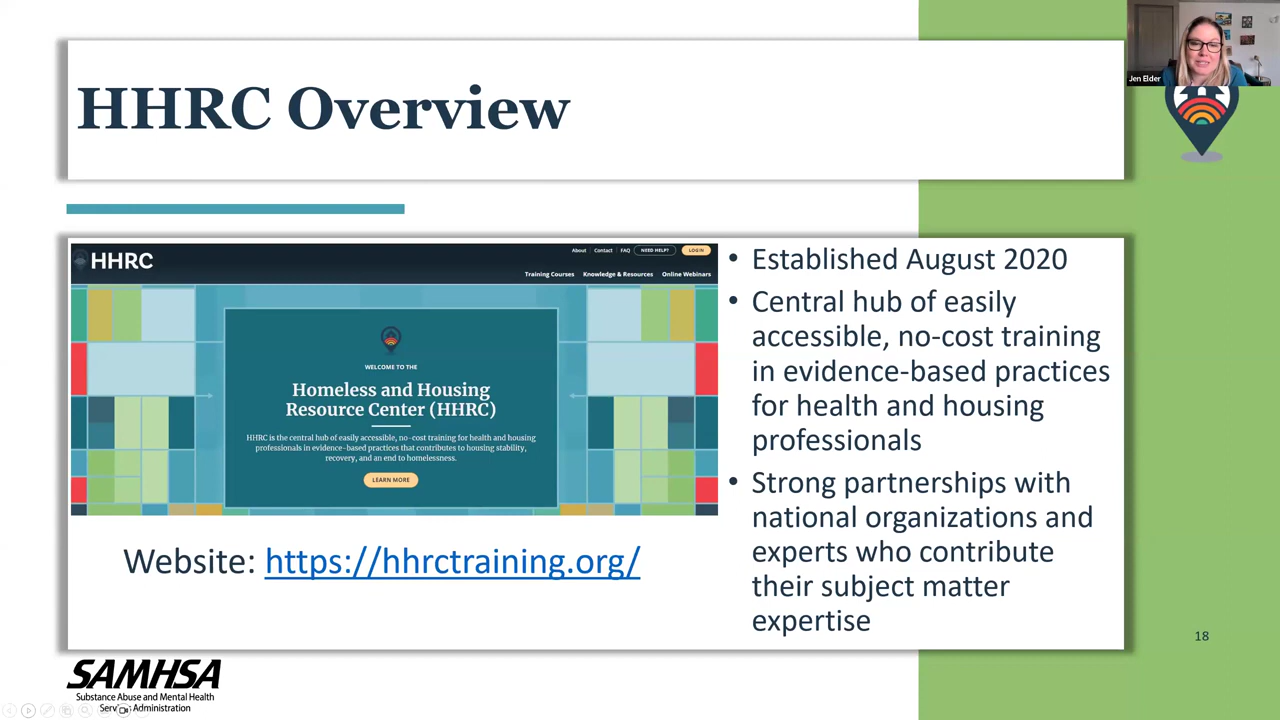 Jen Elder
HHRC Overview
HHRC
About
Contact
FAQ
NEED HELP?
LOGIN
Training Courses
Knowledge & Resources
Online Webinars
WELCOME TO THE
Homeless and Housing
Resource Center (HHRC)
HHRC is the central hub of easily accessible, no-cost training for health and housing
professionals in evidence-based practices that contributes to housing stability,
recovery, and an end to homelessness.
LEARN MORE
Website: https://hhrctraining.org/
• Established August 2020
• Central hub of easily
accessible, no-cost training
in evidence-based practices
for health and housing
professionals
• Strong partnerships with
national organizations and
experts who contribute
their subject matter
expertise
18
SAMHSA
Substance Abuse and Mental Health
Services Administration